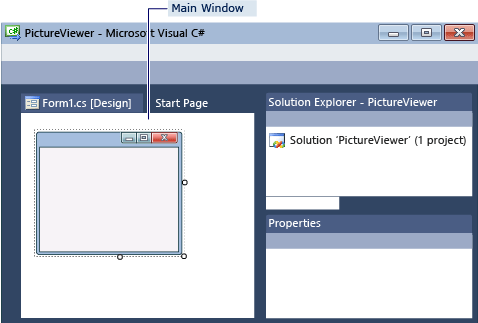 Main Window
PictureViewer - Microsoft Visual C#
Form1.cs [Design]
Start Page
Solution Explorer - PictureViewer
Solution 'PictureViewer' (1 project)
Properties